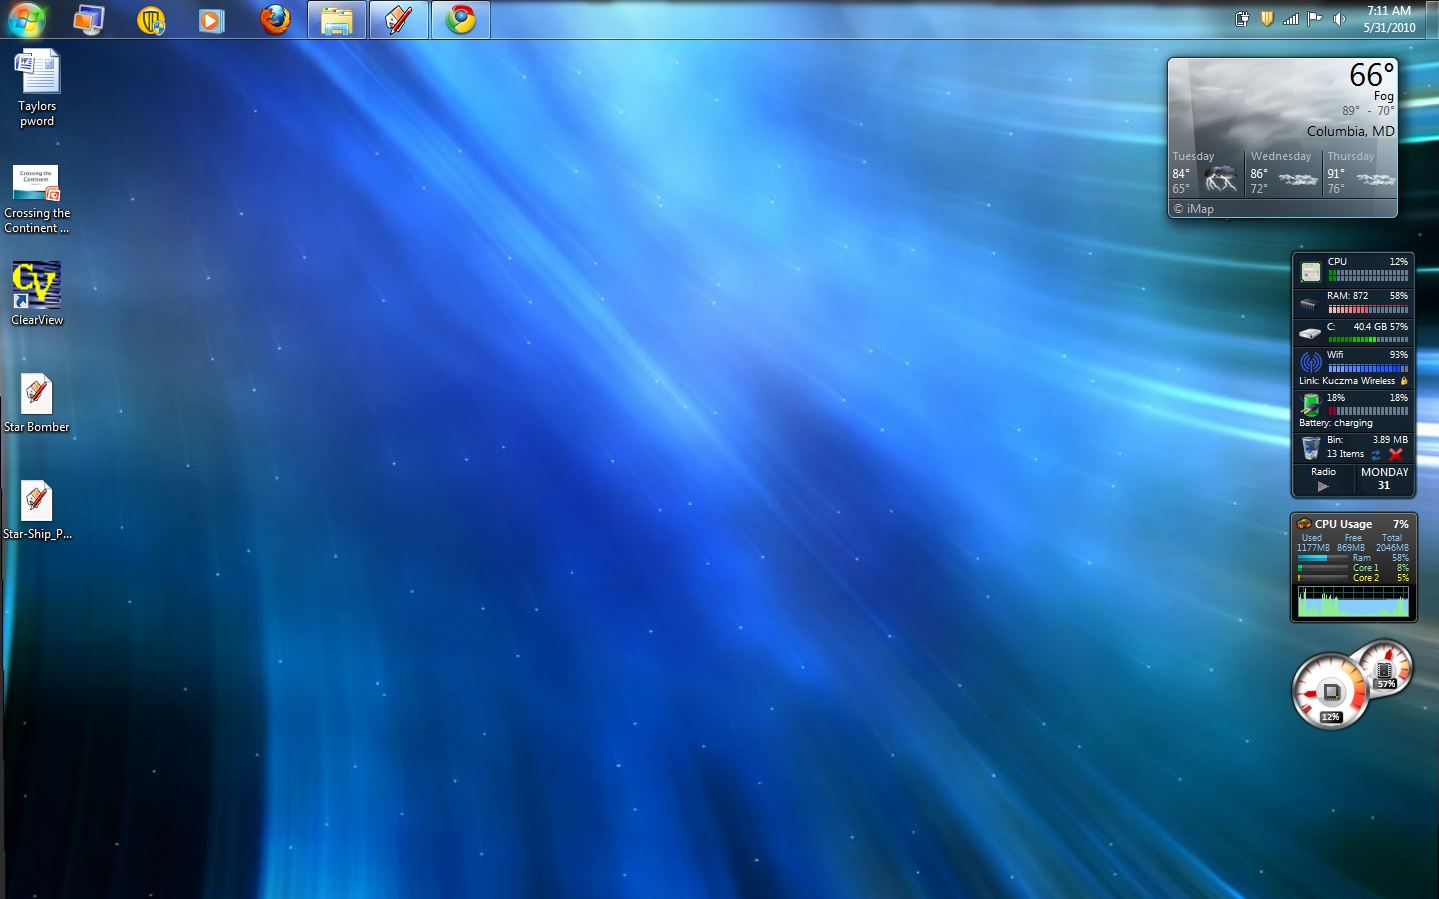 7:11 AM
5/31/2010
Taylors
pword
Crossing the
Continent
Crossing the
Continent ...
CV
ClearView
Star Bomber
Star-Ship_P...
66°
Fog
89° - 70°
Columbia, MD
Tuesday
84°
65°
Wednesday
86°
72°
Thursday
91°
76°
© iMap
CPU 12%
RAM: 872 58%
C: 40.4 GB 57%
Wifi 93%
Link: Kuczma Wireless
18% 18%
Battery: charging
Bin: 3.89 MB
13 Items
Radio
MONDAY
31
CPU Usage 7%
Used Free Total
1177MB 869MB 2046MB
Ram 58%
Core 1 8%
Core 2 5%
57%
12%